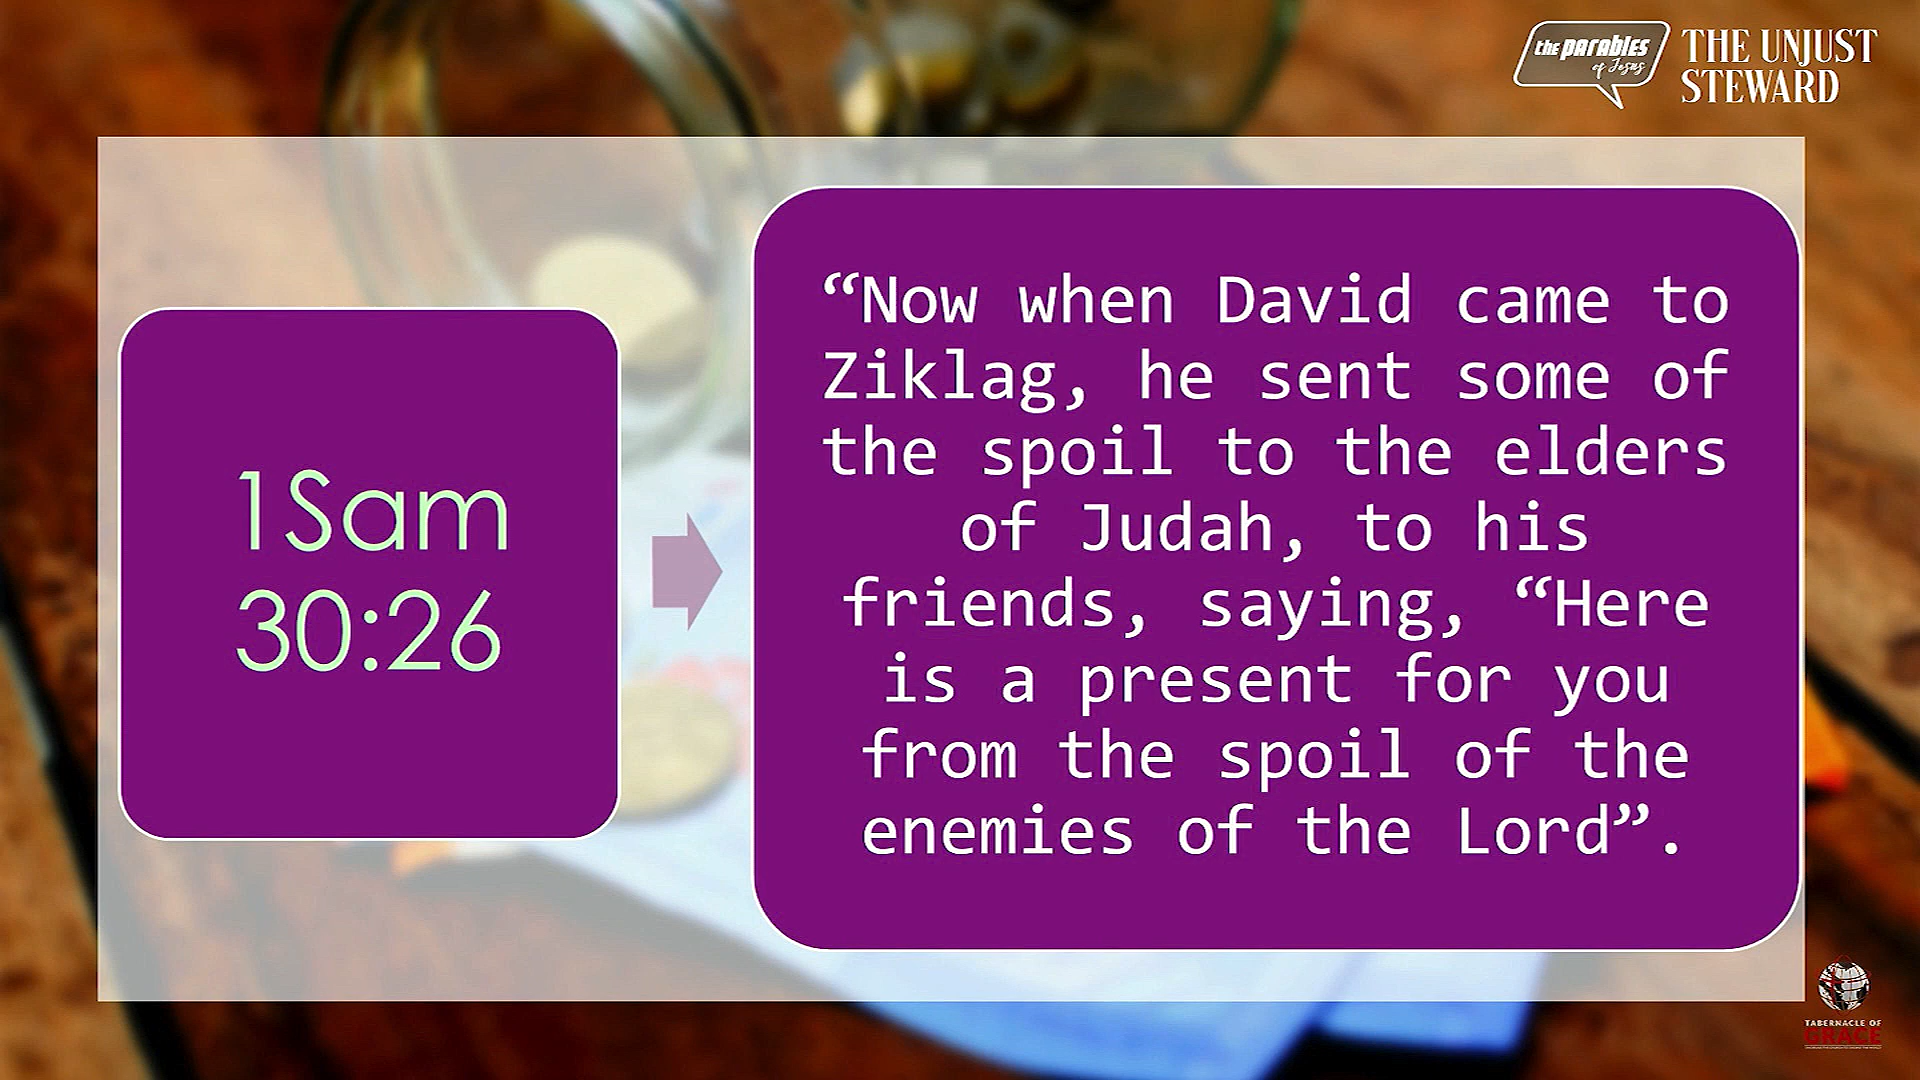 the parables
of Jesus
THE UNJUST
STEWARD
1Sam
30:26
“Now when David came to
Ziklag, he sent some of
the spoil to the elders
of Judah, to his
friends, saying, “Here
is a present for you
from the spoil of the
enemies of the Lord”.
TABERNACLE OF
GRACE